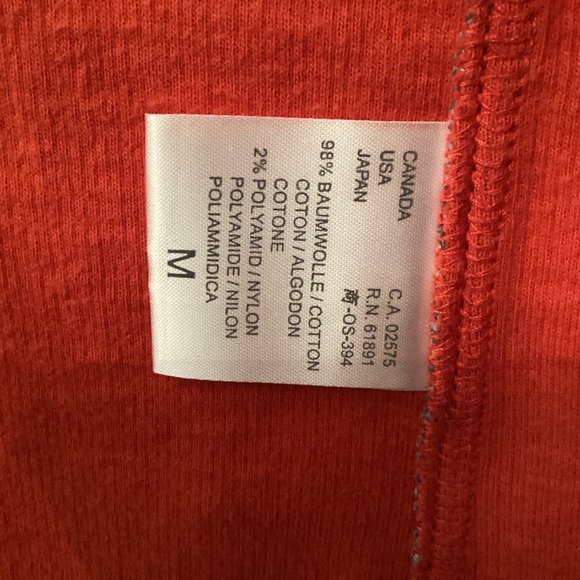 CANADA C.A. 02575
USA R.N. 61891
JAPAN 商-OS-394
98% BAUMWOLLE / COTTON
COTON / ALGODON
COTONE
2% POLYAMID / NYLON
POLYAMIDE / NILON
POLIAMMIDICA
M